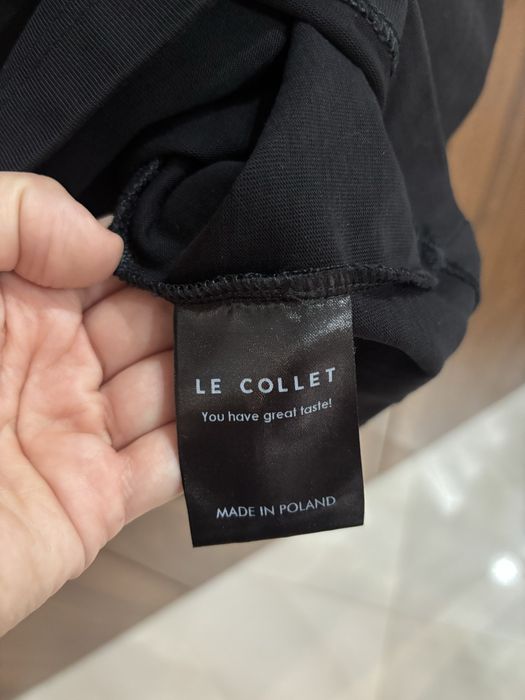 LE COLLET
You have great taste!
MADE IN POLAND